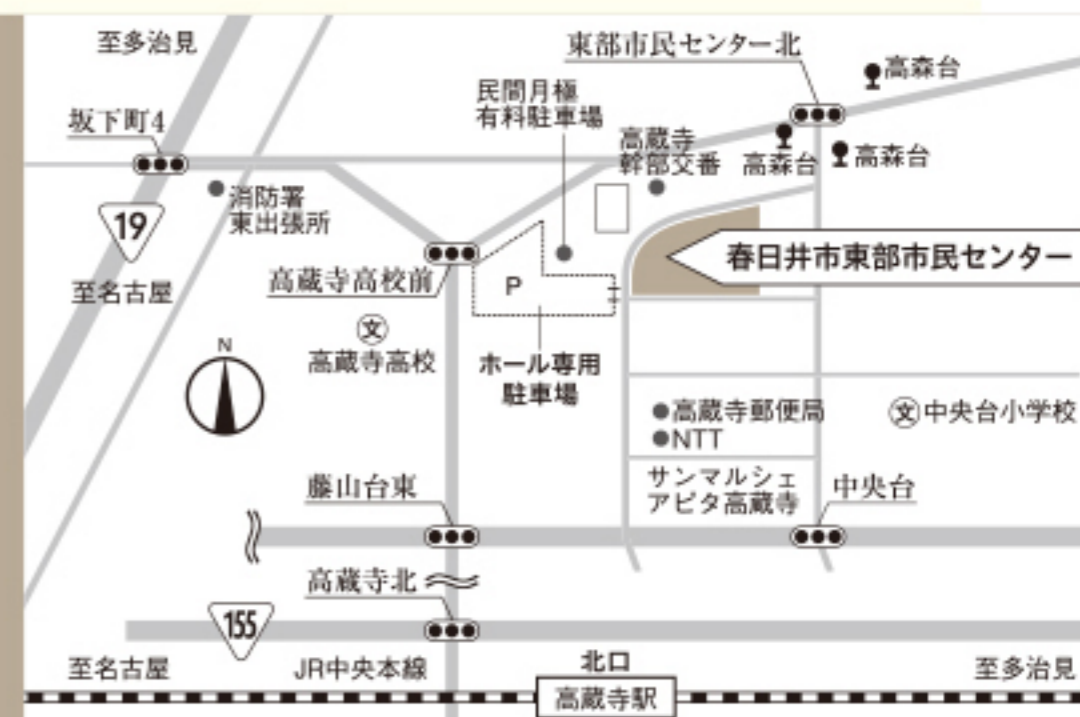 至多治見
東部市民センター北
高森台
民間月極
有料駐車場
坂下町4
高蔵寺
幹部交番
高森台
高森台
消防署
東出張所
19
春日井市東部市民センター
高蔵寺高校前
P
至名古屋
文
高蔵寺高校
N
ホール専用
駐車場
高蔵寺郵便局
文
中央台小学校
NTT
サンマルシェ
アピタ高蔵寺
藤山台東
中央台
高蔵寺北
155
至名古屋
JR中央本線
北口
至多治見
高蔵寺駅